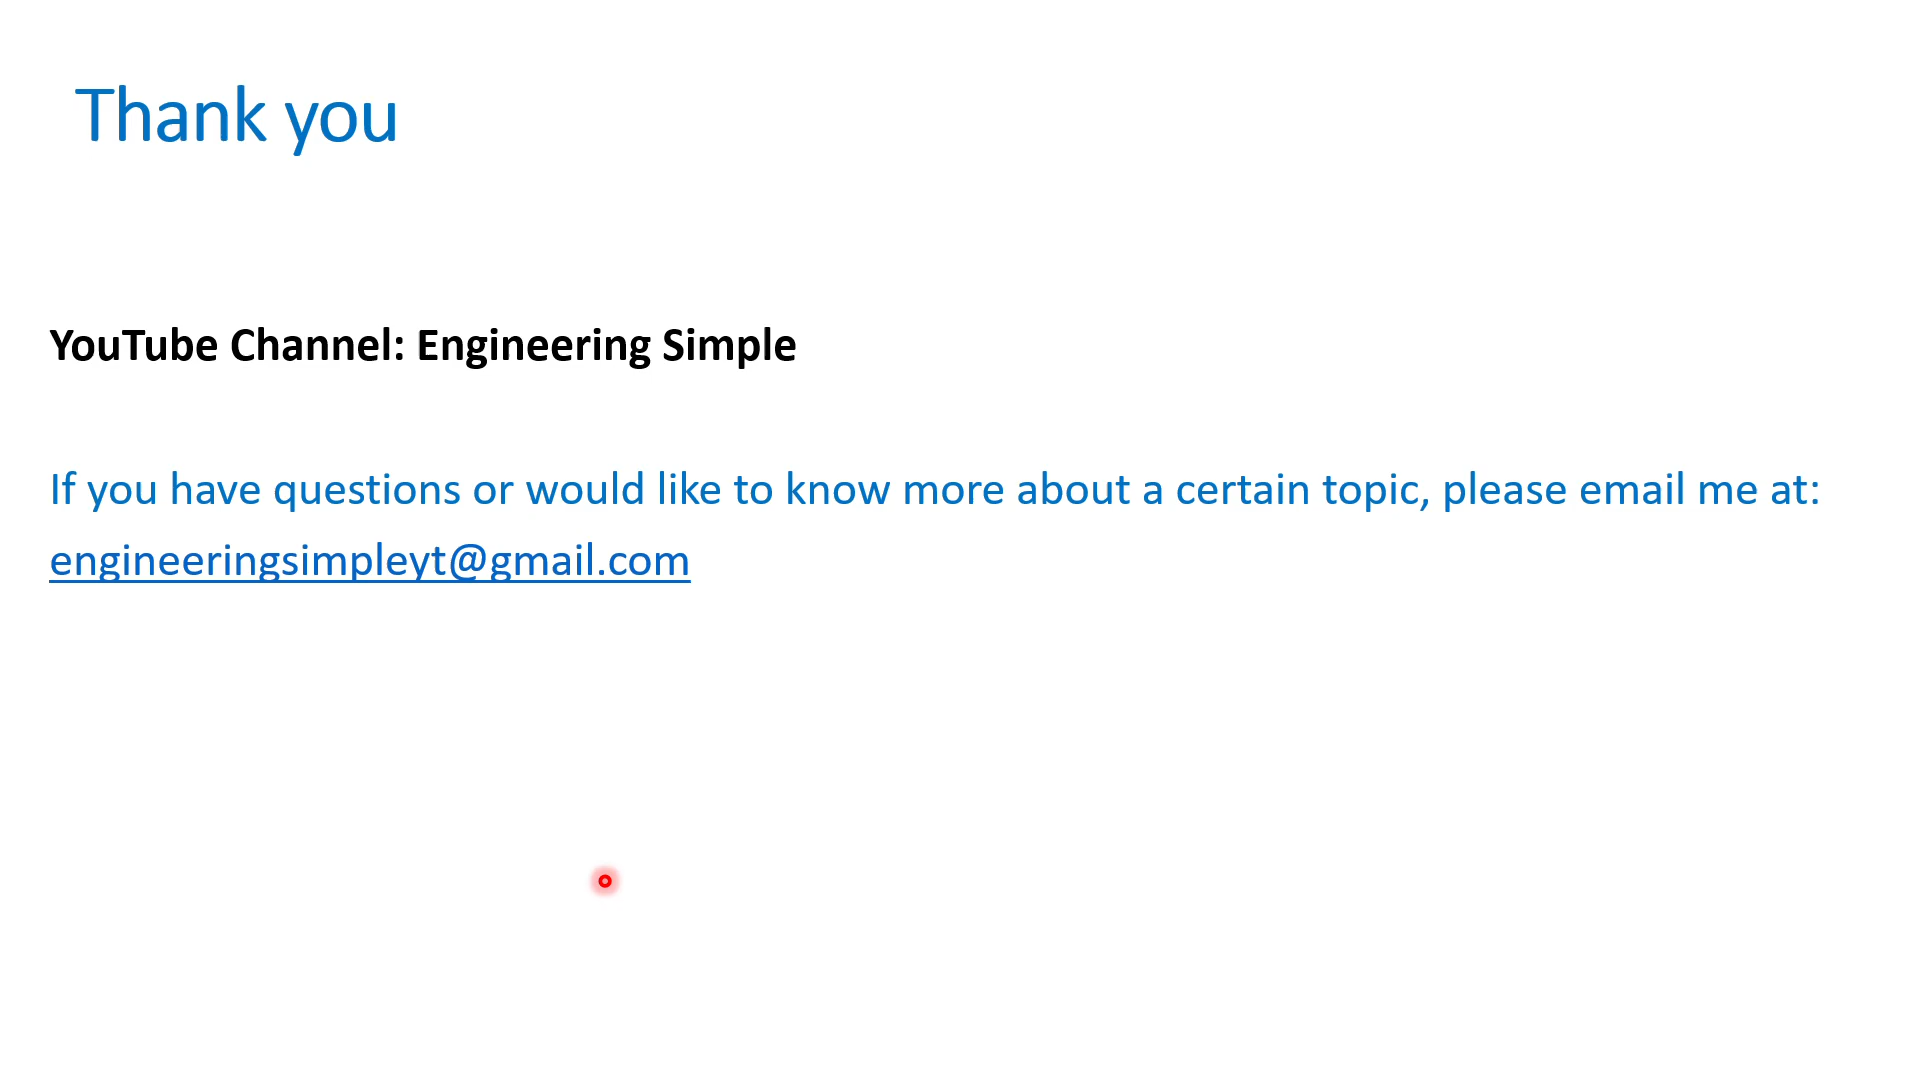 Thank you
YouTube Channel: Engineering Simple
If you have questions or would like to know more about a certain topic, please email me at:
engineeringsimpleyt@gmail.com